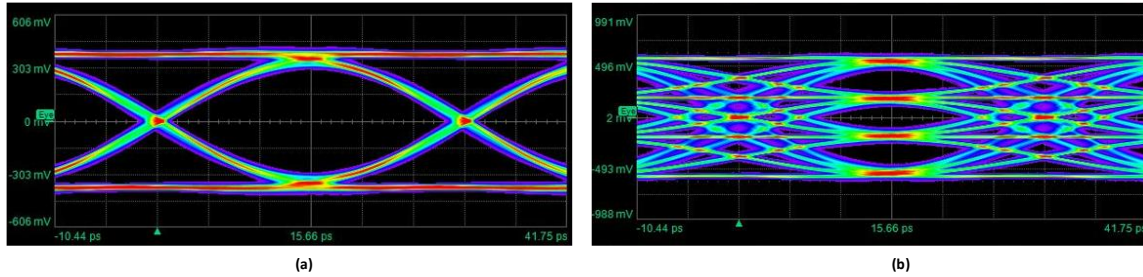 606 mV
303 mV
Eye
0 mV
-303 mV
-606 mV
-10.44 ps
15.66 ps
41.75 ps
(a)
991 mV
496 mV
Eye
2 mV
-493 mV
-988 mV
-10.44 ps
15.66 ps
41.75 ps
(b)